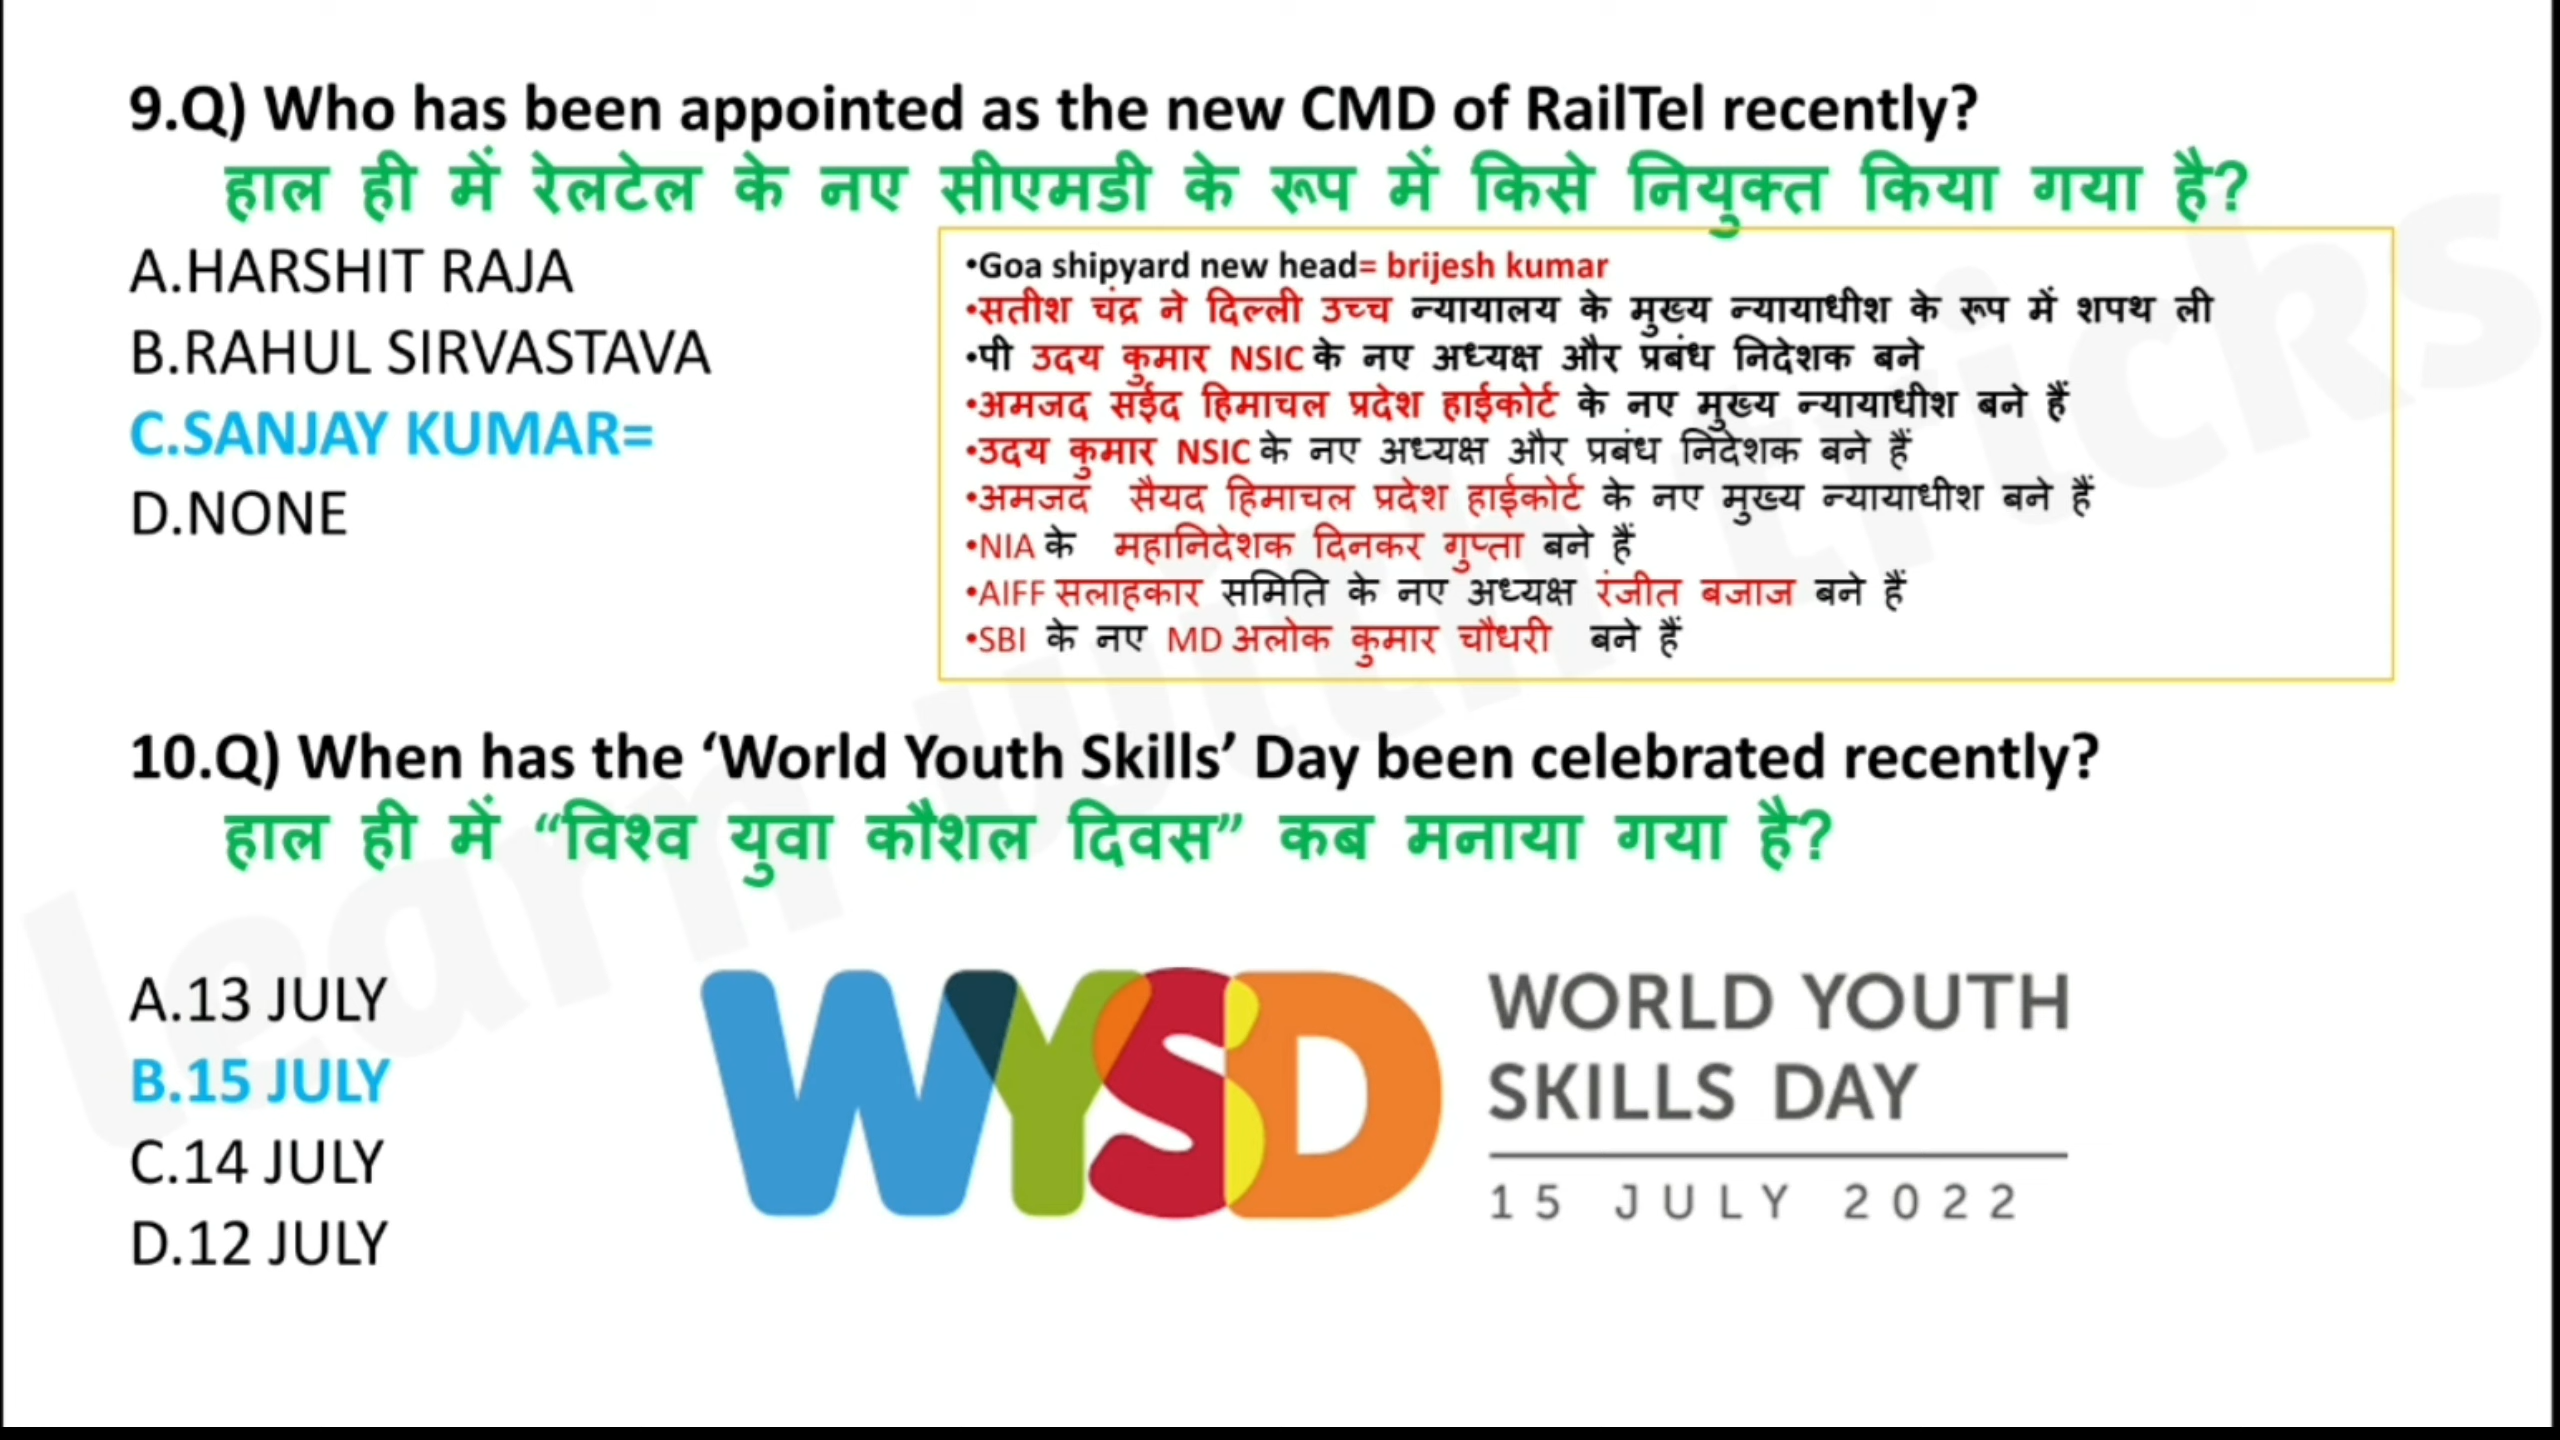 9.Q) Who has been appointed as the new CMD of RailTel recently?
हाल ही में रेलटेल के नए सीएमडी के रूप में किसे नियुक्त किया गया है?
A.HARSHIT RAJA
B.RAHUL SIRVASTAVA
C.SANJAY KUMAR=
D.NONE
•Goa shipyard new head= brijesh kumar
•सतीश चंद्र ने दिल्ली उच्च न्यायालय के मुख्य न्यायाधीश के रूप में शपथ ली
•पी उदय कुमार NSIC के नए अध्यक्ष और प्रबंध निदेशक बने
•अमजद सईद हिमाचल प्रदेश हाईकोर्ट के नए मुख्य न्यायाधीश बने हैं
•उदय कुमार NSIC के नए अध्यक्ष और प्रबंध निदेशक बने हैं
•अमजद सैयद हिमाचल प्रदेश हाईकोर्ट के नए मुख्य न्यायाधीश बने हैं
•NIA के महानिदेशक दिनकर गुप्ता बने हैं
•AIFF सलाहकार समिति के नए अध्यक्ष रंजीत बजाज बने हैं
•SBI के नए MD अलोक कुमार चौधरी बने हैं
10.Q) When has the ‘World Youth Skills’ Day been celebrated recently?
हाल ही में “विश्व युवा कौशल दिवस” कब मनाया गया है?
A.13 JULY
B.15 JULY
C.14 JULY
D.12 JULY
WYSD
WORLD YOUTH
SKILLS DAY
15 JULY 2022
learn with tricks